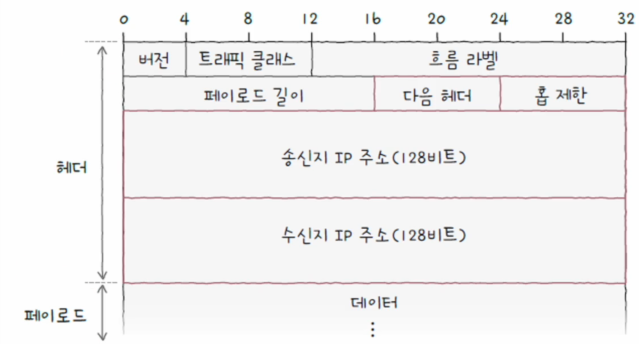 0 4 8 12 16 20 24 28 32
버전 트래픽 클래스 흐름 라벨
페이로드 길이 다음 헤더 홉 제한
송신지 IP 주소(128비트)
헤더
수신지 IP 주소(128비트)
데이터
페이로드